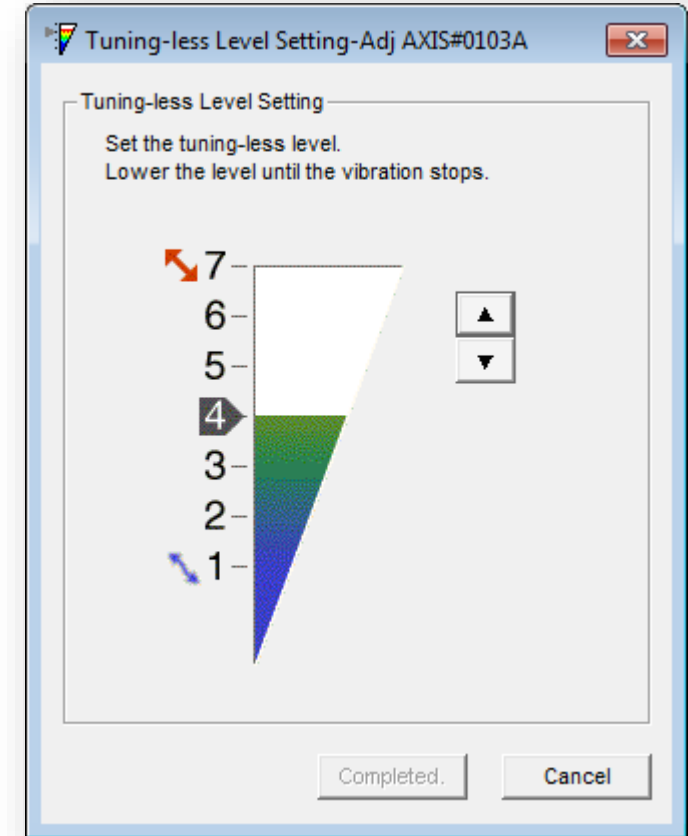 Tuning-less Level Setting-Adj AXIS#0103A
Tuning-less Level Setting
Set the tuning-less level.
Lower the level until the vibration stops.
7
6
5
4
3
2
1
Completed.
Cancel